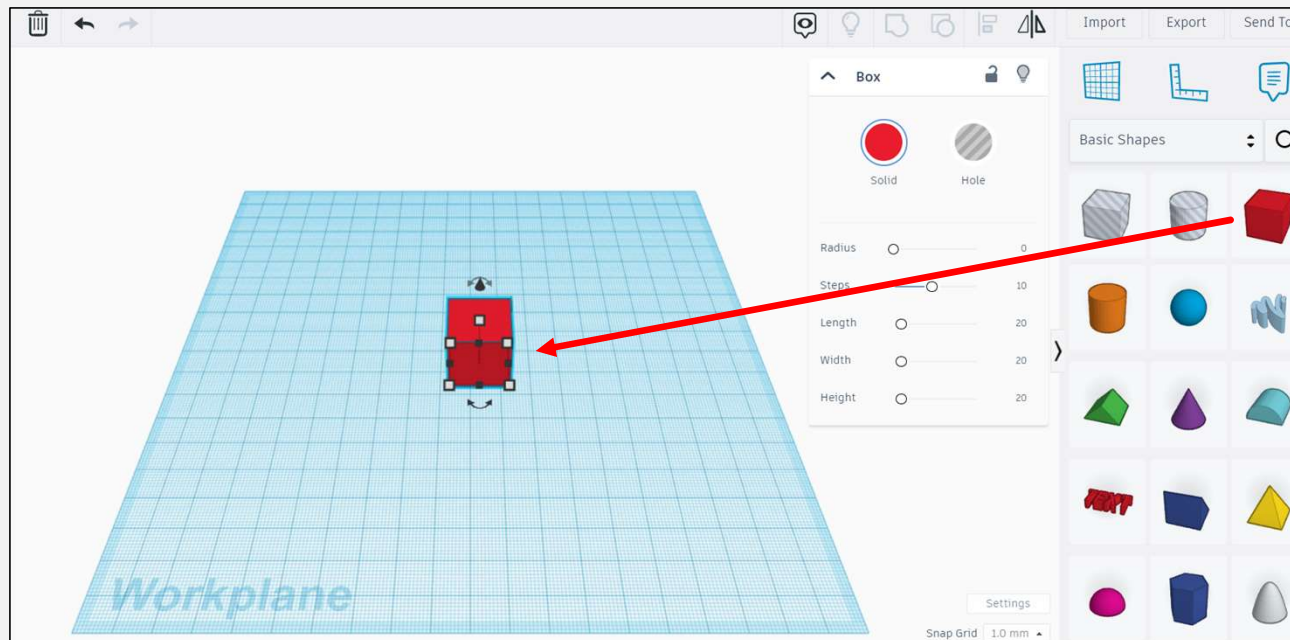 Import Export Send To
Box
Solid Hole
Basic Shapes
Radius 0
Steps 10
Length 20
Width 20
Height 20
TEXT
Workplane
Settings
Snap Grid 1.0 mm